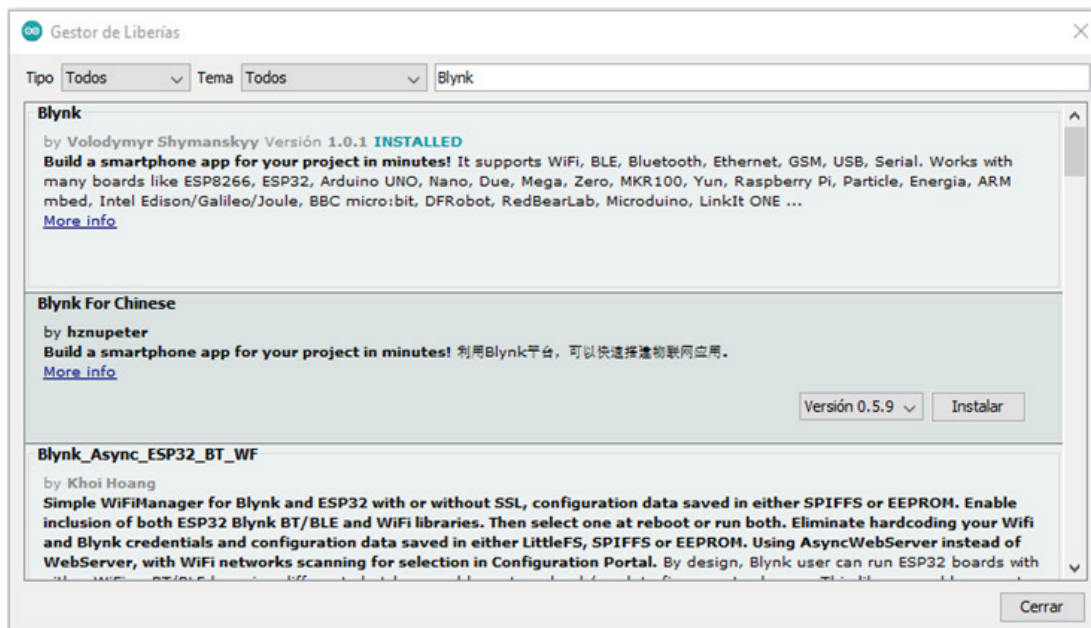 Gestor de Liberías
Tipo Todos Tema Todos Blynk
Blynk
by Volodymyr Shymanskyy Versión 1.0.1 INSTALLED
Build a smartphone app for your project in minutes! It supports WiFi, BLE, Bluetooth, Ethernet, GSM, USB, Serial. Works with
many boards like ESP8266, ESP32, Arduino UNO, Nano, Due, Mega, Zero, MKR100, Yun, Raspberry Pi, Particle, Energia, ARM
mbed, Intel Edison/Galileo/Joule, BBC micro:bit, DFRobot, RedBearLab, Microduino, LinkIt ONE ...
More info
Blynk For Chinese
by hznupeter
Build a smartphone app for your project in minutes! 利用Blynk平台，可以快速搭建物联网应用。
More info
Versión 0.5.9 Instalar
Blynk_Async_ESP32_BT_WF
by Khoi Hoang
Simple WiFiManager for Blynk and ESP32 with or without SSL, configuration data saved in either SPIFFS or EEPROM. Enable
inclusion of both ESP32 Blynk BT/BLE and WiFi libraries. Then select one at reboot or run both. Eliminate hardcoding your Wifi
and Blynk credentials and configuration data saved in either LittleFS, SPIFFS or EEPROM. Using AsyncWebServer instead of
WebServer, with WiFi networks scanning for selection in Configuration Portal. By design, Blynk user can run ESP32 boards with
Cerrar